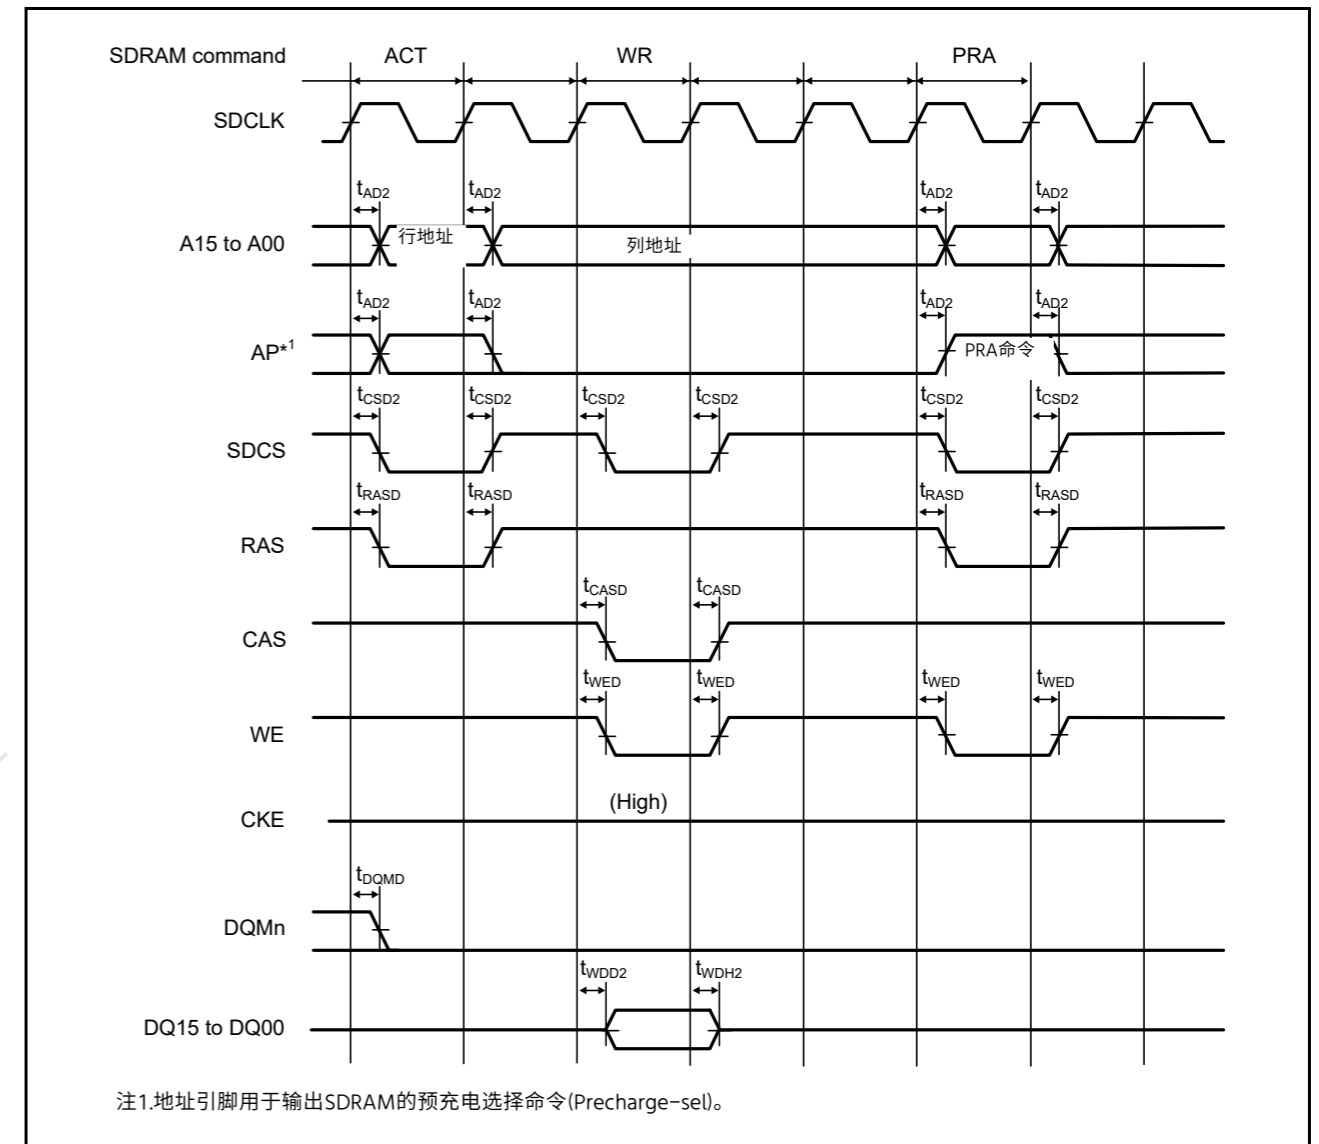 SDRAM command ACT WR PRA
SDCLK
tAD2 tAD2 tAD2 tAD2
A15 to A00 行地址 列地址
tAD2 tAD2 tAD2 tAD2
AP*1 PRA命令
tCSD2 tCSD2 tCSD2 tCSD2 tCSD2 tCSD2
SDCS
tRASD tRASD tRASD tRASD
RAS
tCASD tCASD
CAS
tWED tWED tWED tWED
WE
(High)
CKE
tDQMD
DQMn
tWDD2 tWDH2
DQ15 to DQ00
注1.地址引脚用于输出SDRAM的预充电选择命令(Precharge-sel)。